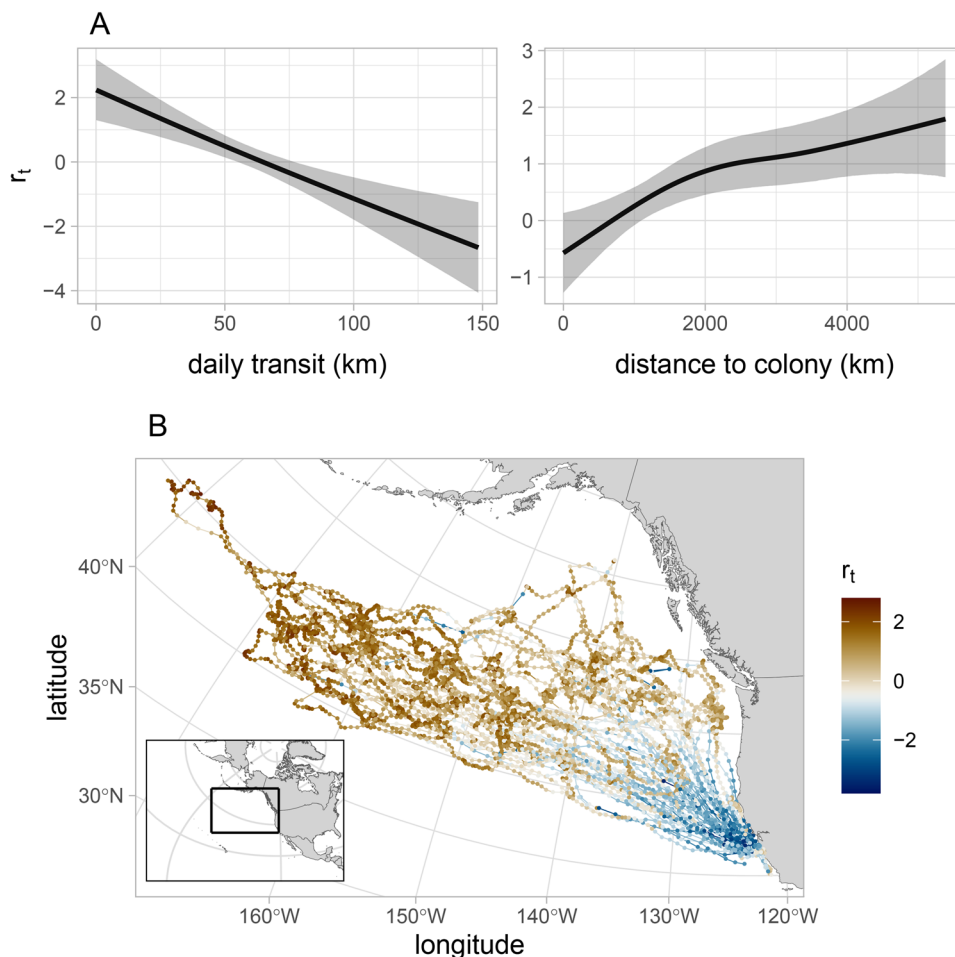 A
r_t
2
0
−2
−4
0 50 100 150
daily transit (km)
3
2
1
0
−1
0 2000 4000
distance to colony (km)
B
latitude
40°N
35°N
30°N
160°W 150°W 140°W 130°W 120°W
longitude
r_t
2
0
−2